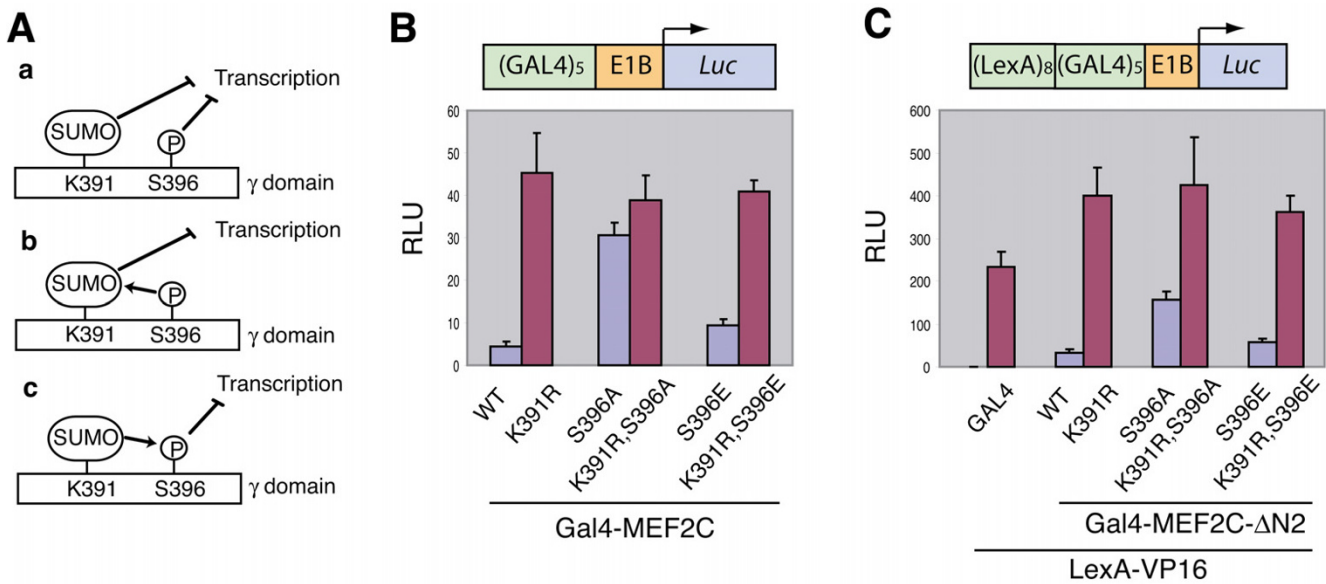 A
a
Transcription
SUMO
P
K391 S396 γ domain
b
Transcription
SUMO
P
K391 S396 γ domain
c
Transcription
SUMO
P
K391 S396 γ domain
B
(GAL4)5 E1B Luc
60
50
40
30
20
10
0
RLU
WT
K391R
S396A
K391R,S396A
S396E
K391R,S396E
Gal4-MEF2C
C
(LexA)8 (GAL4)5 E1B Luc
600
500
400
300
200
100
0
RLU
GAL4
WT
K391R
S396A
K391R,S396A
S396E
K391R,S396E
Gal4-MEF2C-ΔN2
LexA-VP16